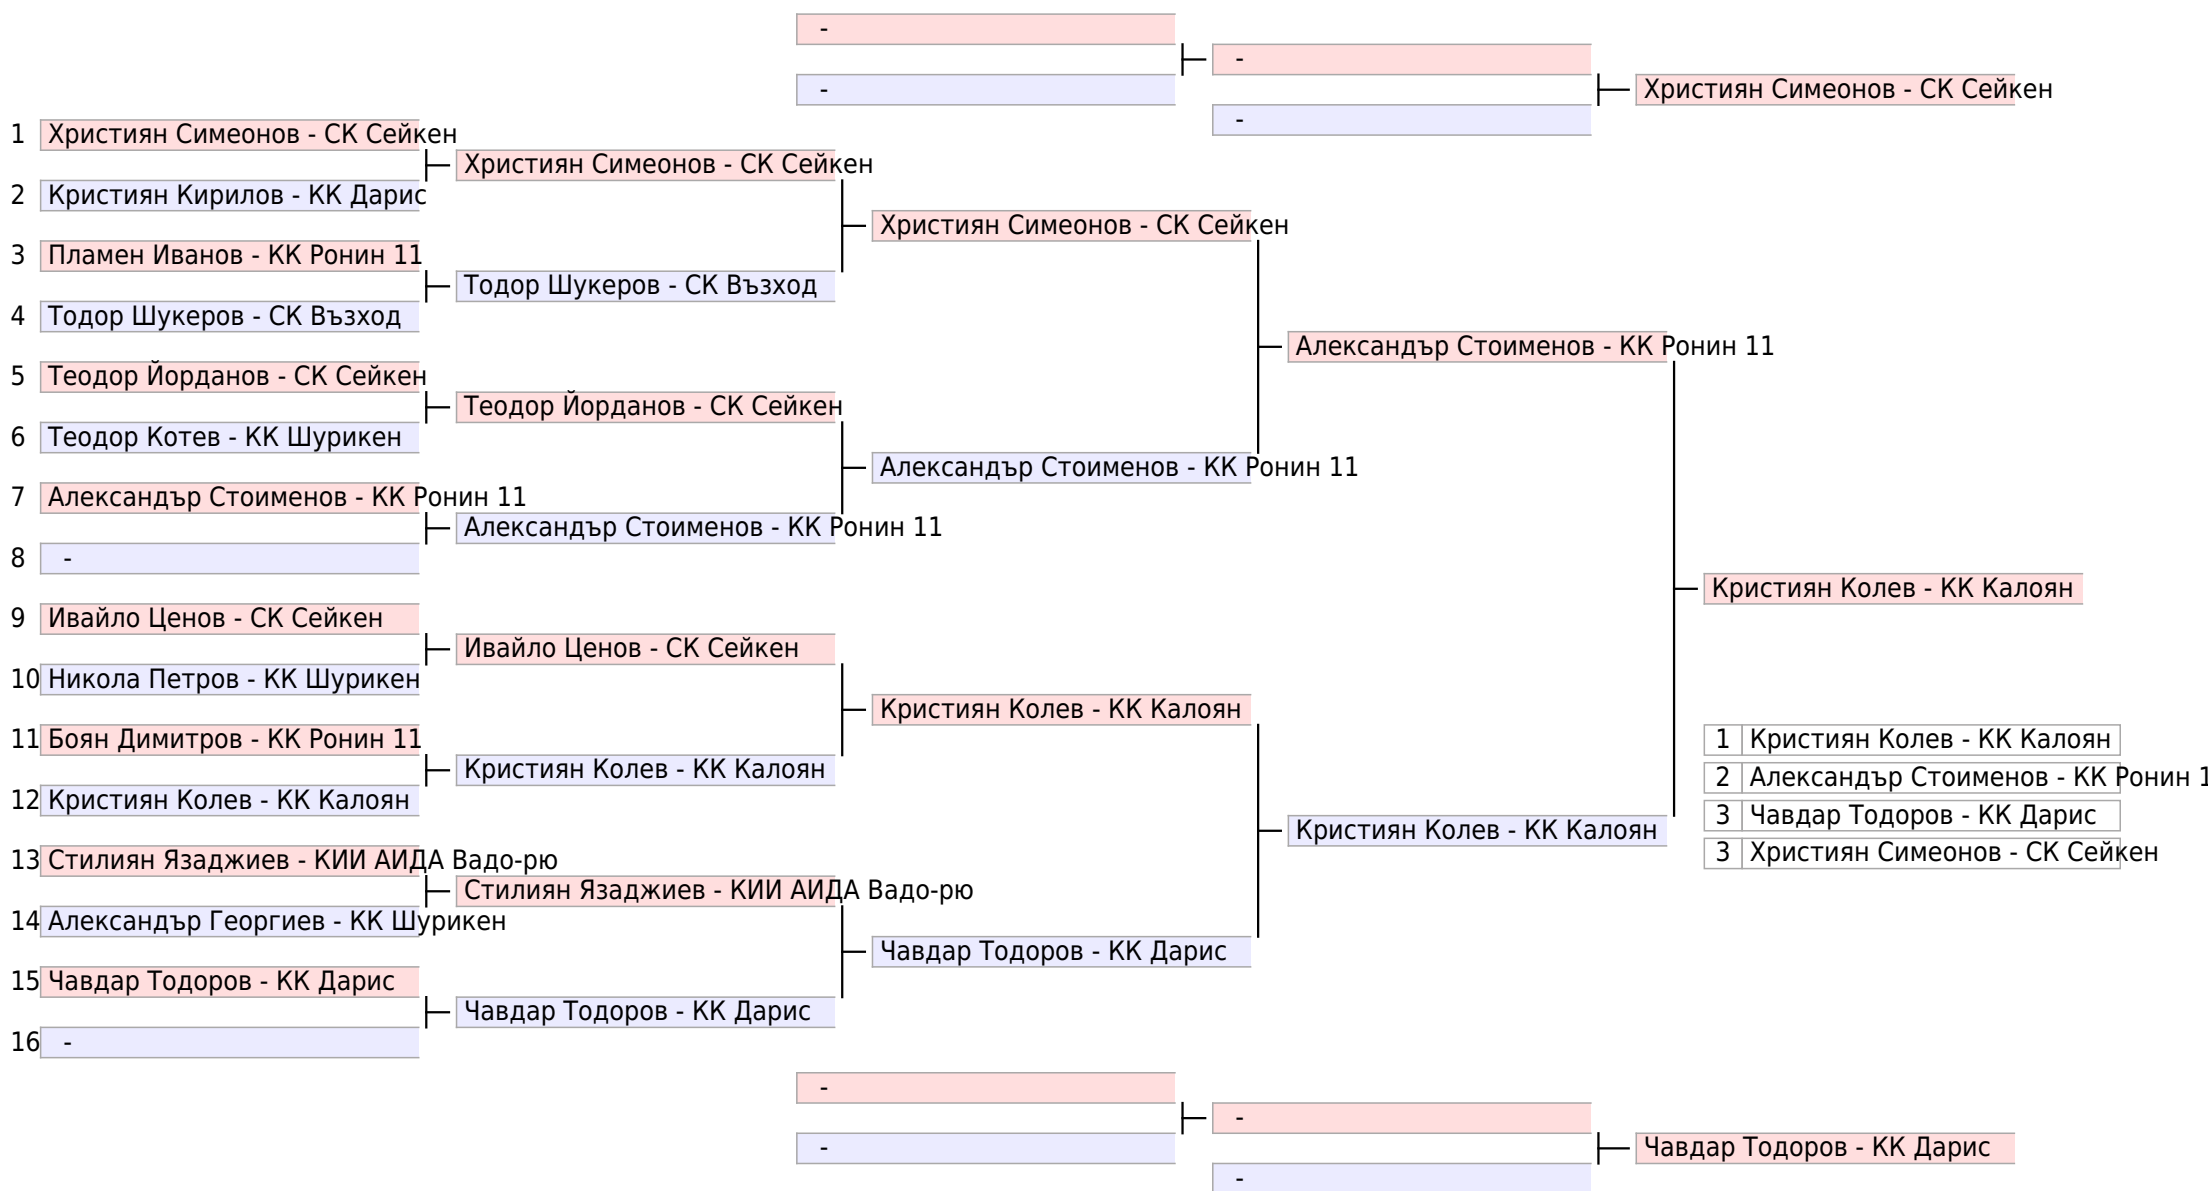 -
-
-
-
Християн Симеонов - СК Сейкен
1 Християн Симеонов - СК Сейкен
2 Кристиян Кирилов - КК Дарис
3 Пламен Иванов - КК Ронин 11
4 Тодор Шукеров - СК Възход
5 Теодор Йорданов - СК Сейкен
6 Теодор Котев - КК Шурикен
7 Александър Стоименов - КК Ронин 11
8 -
9 Ивайло Ценов - СК Сейкен
10 Никола Петров - КК Шурикен
11 Боян Димитров - КК Ронин 11
12 Кристиян Колев - КК Калоян
13 Стилиян Язаджиев - КИИ АИДА Вадо-рю
14 Александър Георгиев - КК Шурикен
15 Чавдар Тодоров - КК Дарис
16 -
Християн Симеонов - СК Сейкен
Тодор Шукеров - СК Възход
Теодор Йорданов - СК Сейкен
Александър Стоименов - КК Ронин 11
Ивайло Ценов - СК Сейкен
Кристиян Колев - КК Калоян
Стилиян Язаджиев - КИИ АИДА Вадо-рю
Чавдар Тодоров - КК Дарис
Християн Симеонов - СК Сейкен
Александър Стоименов - КК Ронин 11
Кристиян Колев - КК Калоян
Чавдар Тодоров - КК Дарис
Александър Стоименов - КК Ронин 11
Кристиян Колев - КК Калоян
Кристиян Колев - КК Калоян
1 Кристиян Колев - КК Калоян
2 Александър Стоименов - КК Ронин 1
3 Чавдар Тодоров - КК Дарис
3 Християн Симеонов - СК Сейкен
-
-
-
-
Чавдар Тодоров - КК Дарис